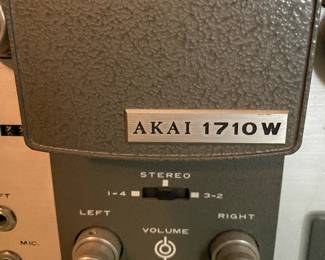 AKAI 1710W
STEREO
1-4 3-2
LEFT RIGHT
VOLUME
MIC.